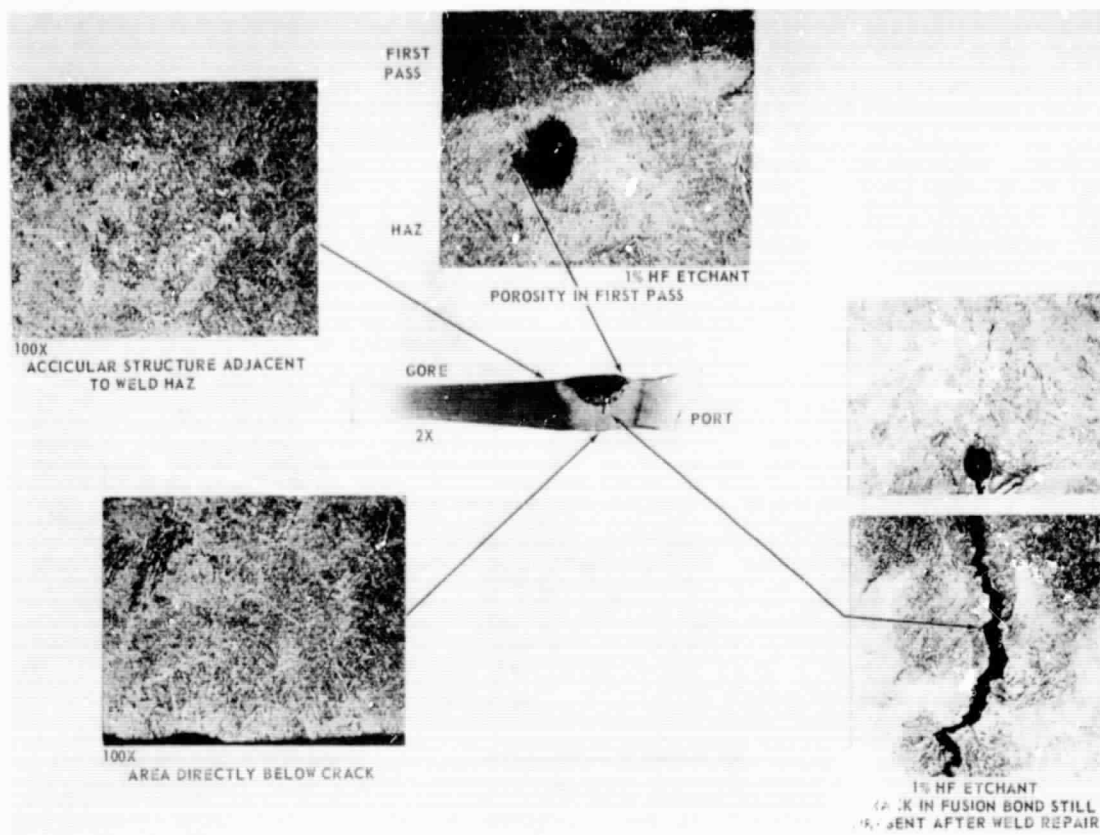 FIRST
PASS
HAZ
1% HF ETCHANT
POROSITY IN FIRST PASS
100X
ACCICULAR STRUCTURE ADJACENT
TO WELD HAZ
GORE
PORT
2X
100X
AREA DIRECTLY BELOW CRACK
1% HF ETCHANT
IN FUSION BOND STILL
AFTER WELD REPAIR